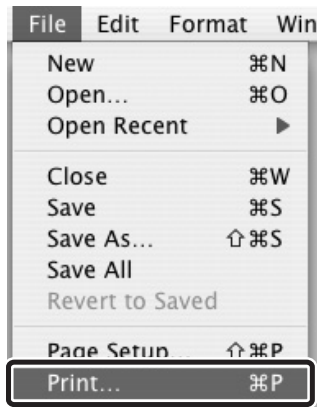 File Edit Format Win
New ⌘N
Open... ⌘O
Open Recent ▶
Close ⌘W
Save ⌘S
Save As... ⇧⌘S
Save All
Revert to Saved
Page Setup... ⇧⌘P
Print... ⌘P